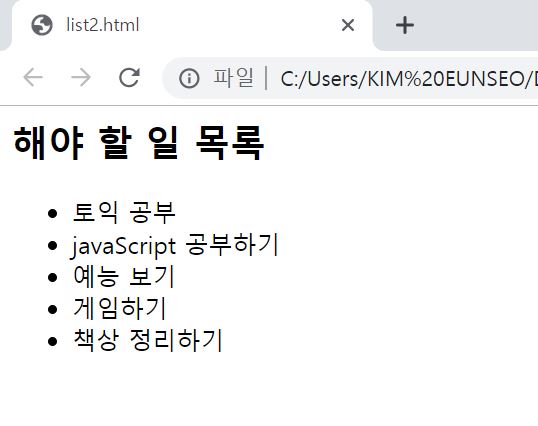 list2.html
파일 | C:/Users/KIM%20EUNSEO/D
해야 할 일 목록
토익 공부
javaScript 공부하기
예능 보기
게임하기
책상 정리하기